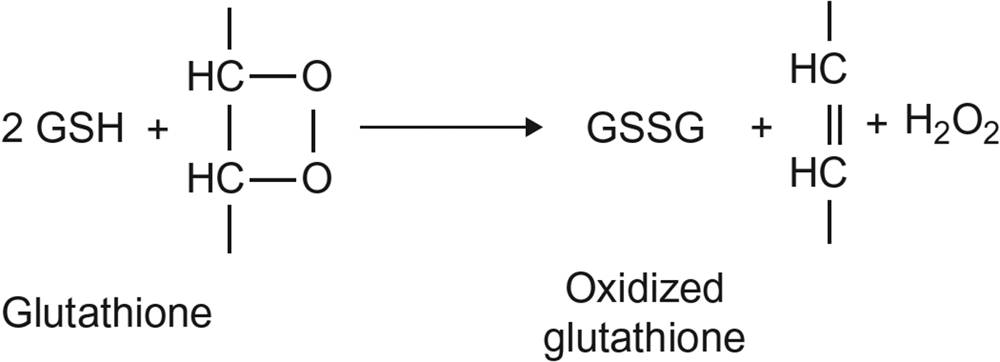 HC—O
HC
2 GSH + → GSSG + || + H₂O₂
HC—O
HC
Glutathione
Oxidized
glutathione